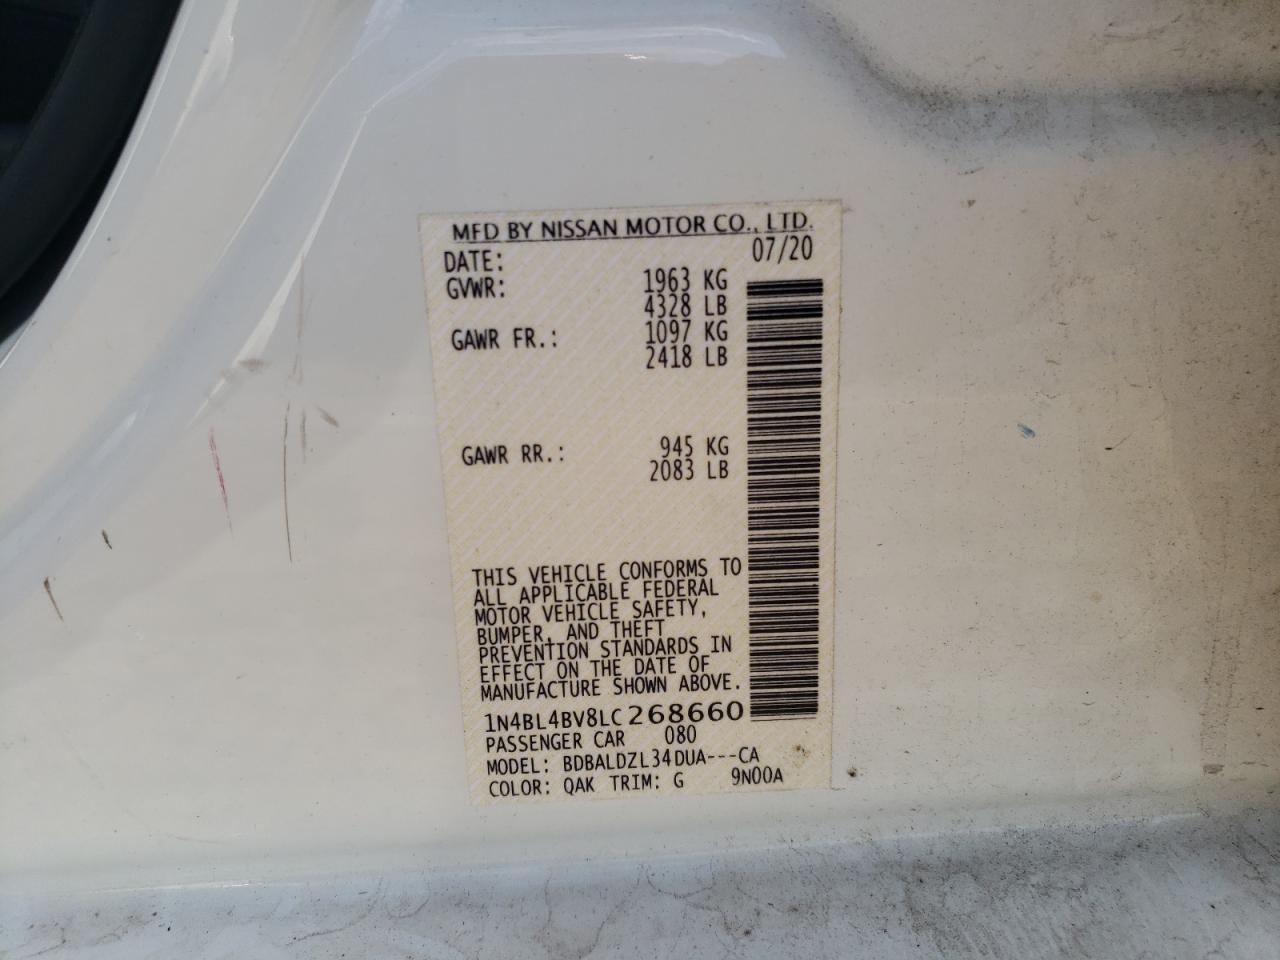 MFD BY NISSAN MOTOR CO., LTD.
DATE: 07/20
GVWR: 1963 KG
4328 LB
GAWR FR.: 1097 KG
2418 LB
GAWR RR.: 945 KG
2083 LB
THIS VEHICLE CONFORMS TO
ALL APPLICABLE FEDERAL
MOTOR VEHICLE SAFETY,
BUMPER, AND THEFT
PREVENTION STANDARDS IN
EFFECT ON THE DATE OF
MANUFACTURE SHOWN ABOVE.
1N4BL4BV8LC268660
PASSENGER CAR 080
MODEL: BDBALDZL34DUA---CA
COLOR: QAK TRIM: G 9N00A